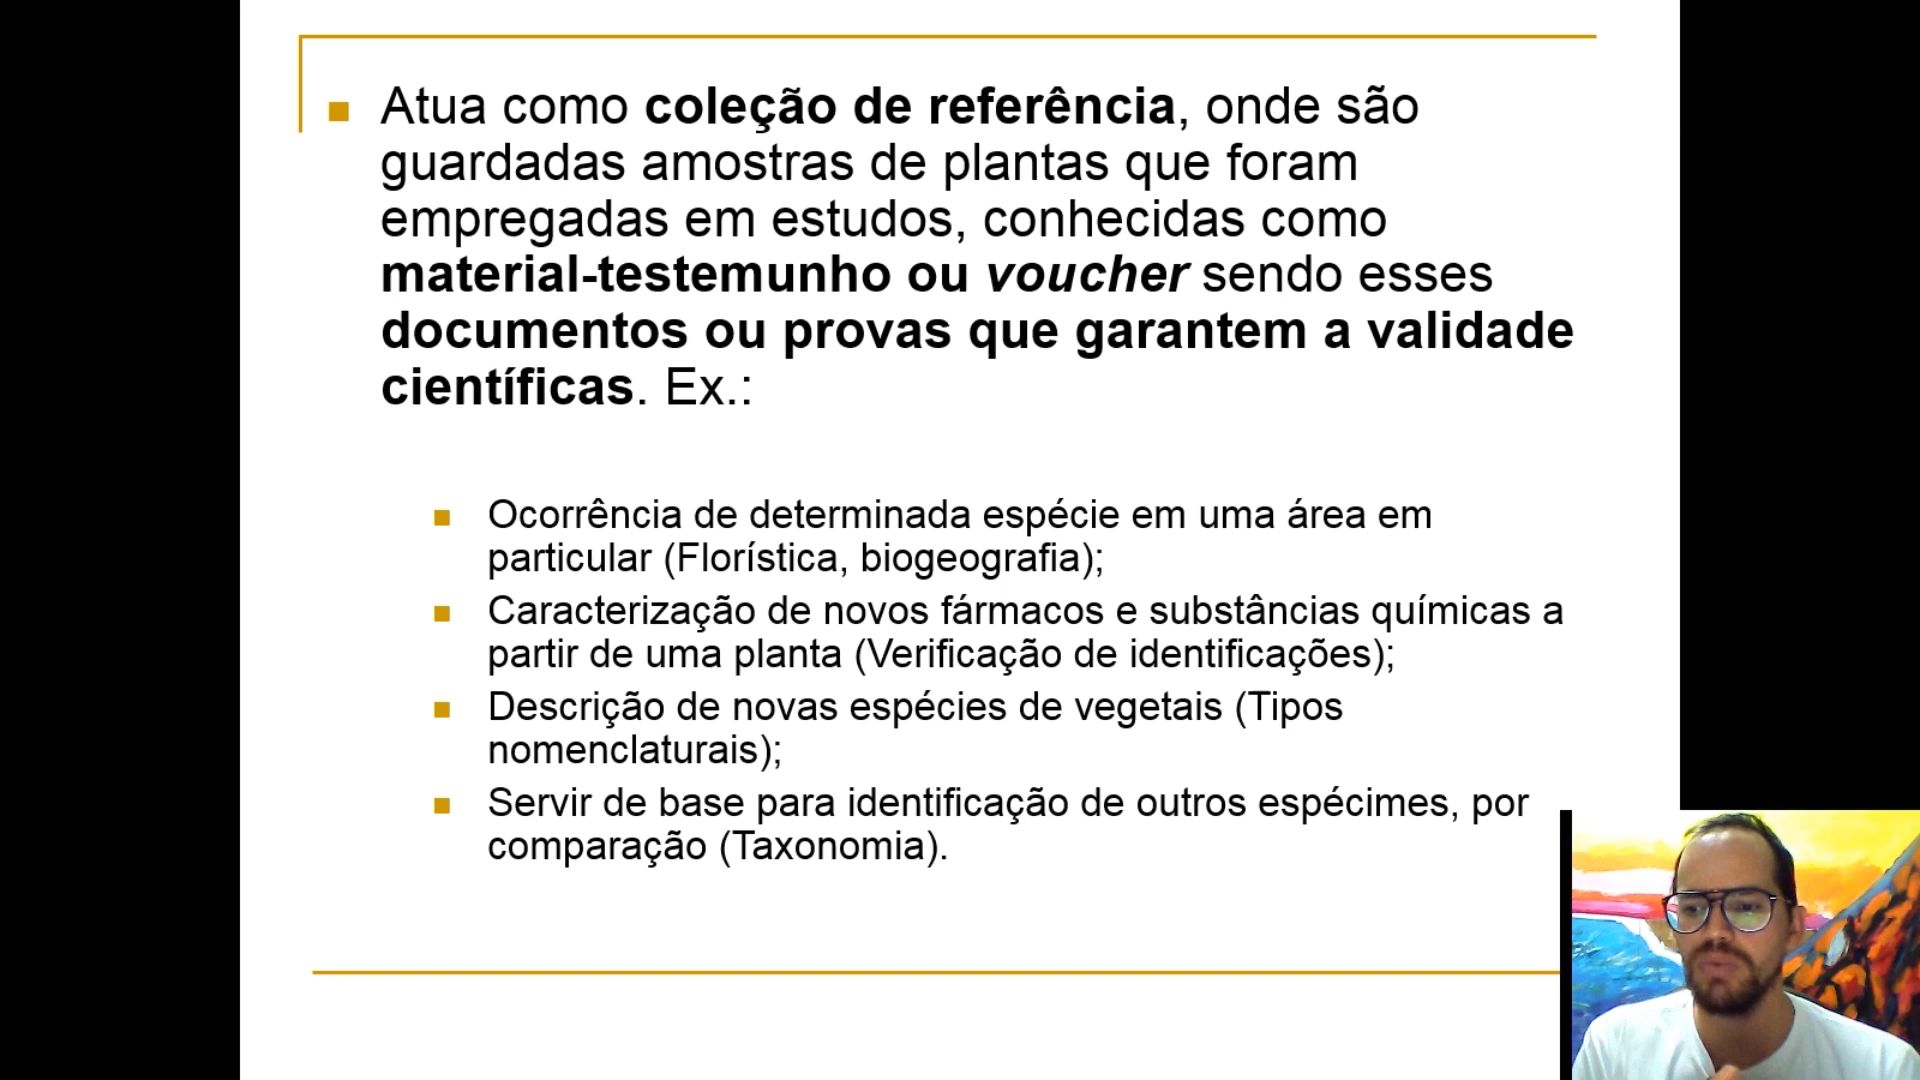 Atua como coleção de referência, onde são
guardadas amostras de plantas que foram
empregadas em estudos, conhecidas como
material-testemunho ou voucher sendo esses
documentos ou provas que garantem a validade
científicas. Ex.:
Ocorrência de determinada espécie em uma área em
particular (Florística, biogeografia);
Caracterização de novos fármacos e substâncias químicas a
partir de uma planta (Verificação de identificações);
Descrição de novas espécies de vegetais (Tipos
nomenclaturais);
Servir de base para identificação de outros espécimes, por
comparação (Taxonomia).